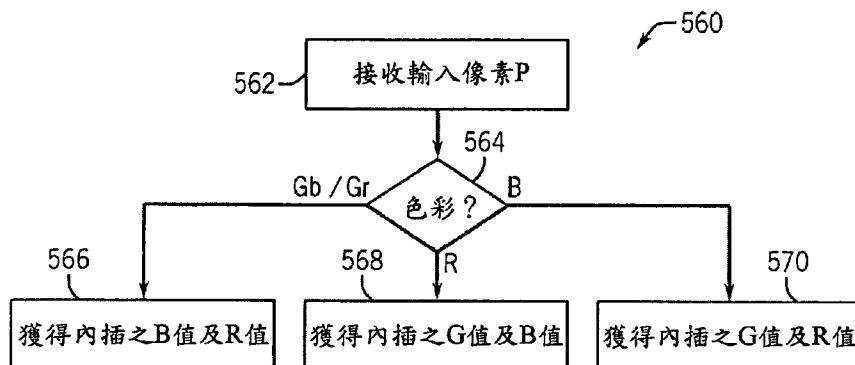 560
562
接收輸入像素P
564
Gb / Gr
色彩？
B
R
566
568
570
獲得內插之B值及R值
獲得內插之G值及B值
獲得內插之G值及R值